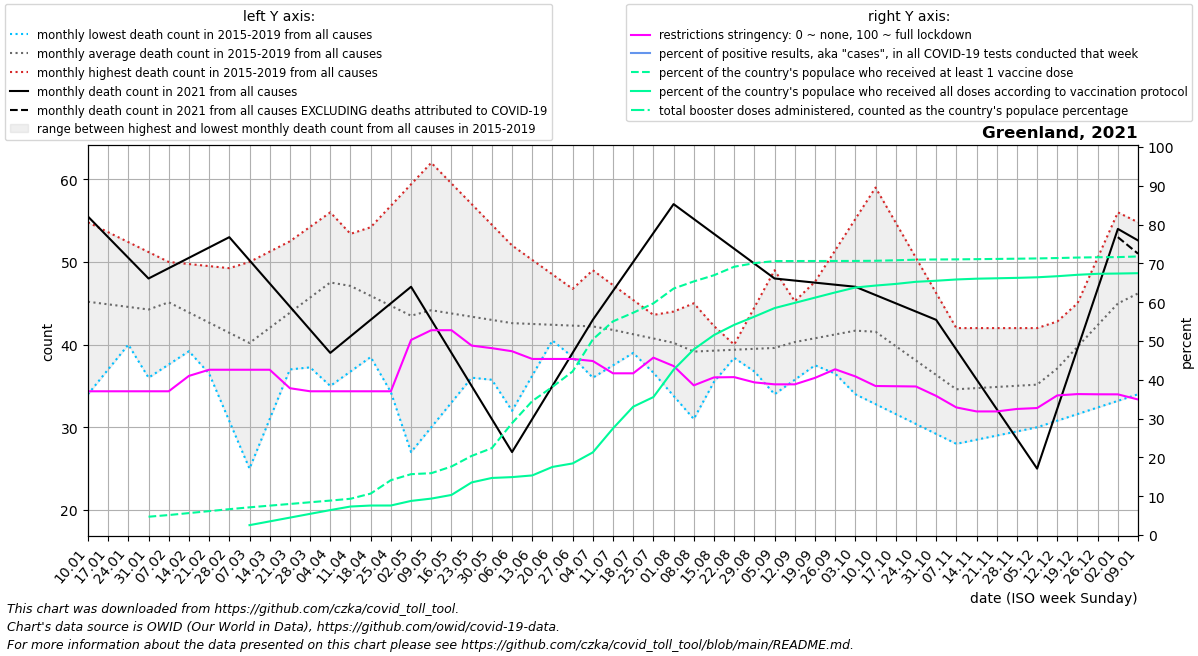 left Y axis:
monthly lowest death count in 2015-2019 from all causes
monthly average death count in 2015-2019 from all causes
monthly highest death count in 2015-2019 from all causes
monthly death count in 2021 from all causes
monthly death count in 2021 from all causes EXCLUDING deaths attributed to COVID-19
range between highest and lowest monthly death count from all causes in 2015-2019
right Y axis:
restrictions stringency: 0 ~ none, 100 ~ full lockdown
percent of positive results, aka "cases", in all COVID-19 tests conducted that week
percent of the country's populace who received at least 1 vaccine dose
percent of the country's populace who received all doses according to vaccination protocol
total booster doses administered, counted as the country's populace percentage
Greenland, 2021
count
60
50
40
30
20
100
90
80
70
60
50
40
30
20
10
0
percent
10.01 17.01 24.01 31.01 07.02 14.02 21.02 28.02 07.03 14.03 21.03 28.03 04.04 11.04 18.04 25.04 02.05 09.05 16.05 23.05 30.05 06.06 13.06 20.06 27.06 04.07 11.07 18.07 25.07 01.08 08.08 15.08 22.08 29.08 05.09 12.09 19.09 26.09 03.10 10.10 17.10 24.10 31.10 07.11 14.11 21.11 28.11 05.12 12.12 19.12 26.12 02.01 09.01
date (ISO week Sunday)
This chart was downloaded from https://github.com/czka/covid_toll_tool.
Chart's data source is OWID (Our World in Data), https://github.com/owid/covid-19-data.
For more information about the data presented on this chart please see https://github.com/czka/covid_toll_tool/blob/main/README.md.